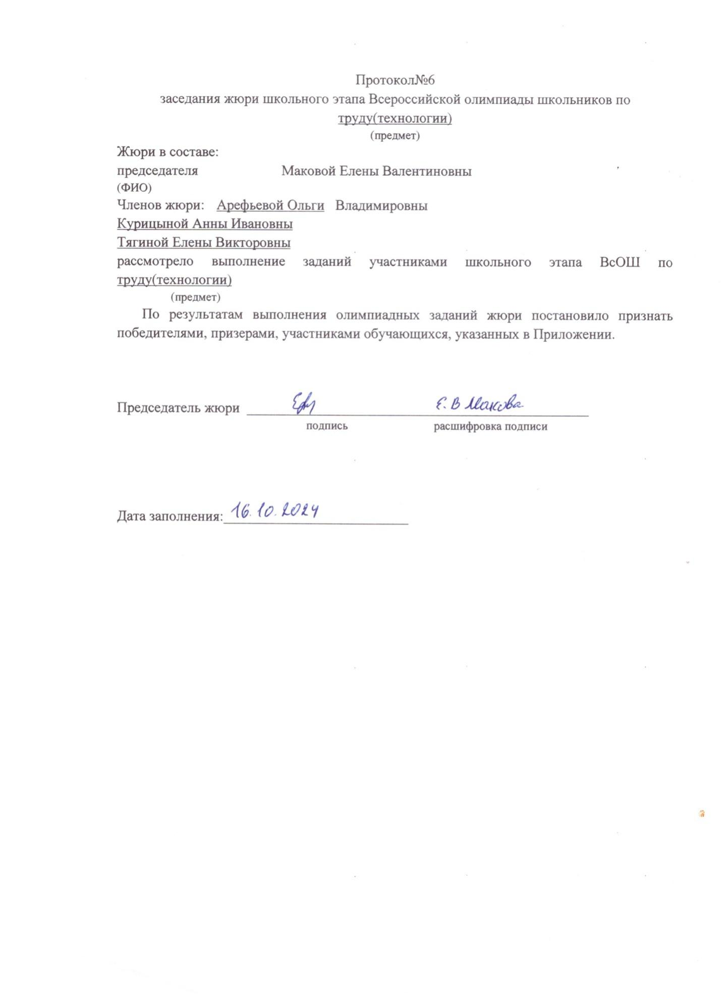 Протокол№6
заседания жюри школьного этапа Всероссийской олимпиады школьников по
труду(технологии)
(предмет)
Жюри в составе:
председателя Маковой Елены Валентиновны
(ФИО)
Членов жюри: Арефьевой Ольги Владимировны
Курицыной Анны Ивановны
Тягиной Елены Викторовны
рассмотрело выполнение заданий участниками школьного этапа ВсОШ по
труду(технологии)
(предмет)
По результатам выполнения олимпиадных заданий жюри постановило признать
победителями, призерами, участниками обучающихся, указанных в Приложении.
Председатель жюри Е. В Макова
подпись расшифровка подписи
Дата заполнения: 16.10.2024